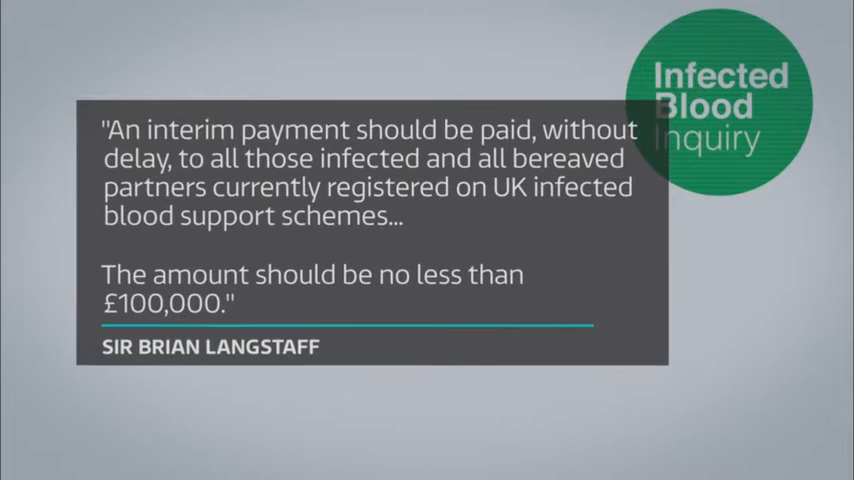 Infected
Blood
Inquiry
"An interim payment should be paid, without
delay, to all those infected and all bereaved
partners currently registered on UK infected
blood support schemes...
The amount should be no less than
£100,000."
SIR BRIAN LANGSTAFF